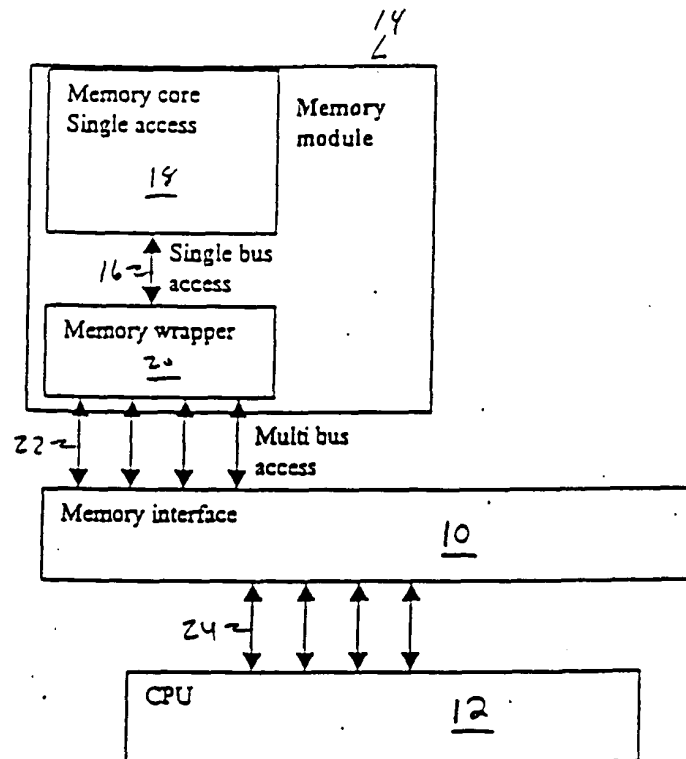 14
Memory core
Single access
18
Memory
module
16
Single bus
access
Memory wrapper
20
22
Multi bus
access
Memory interface
10
24
CPU
12